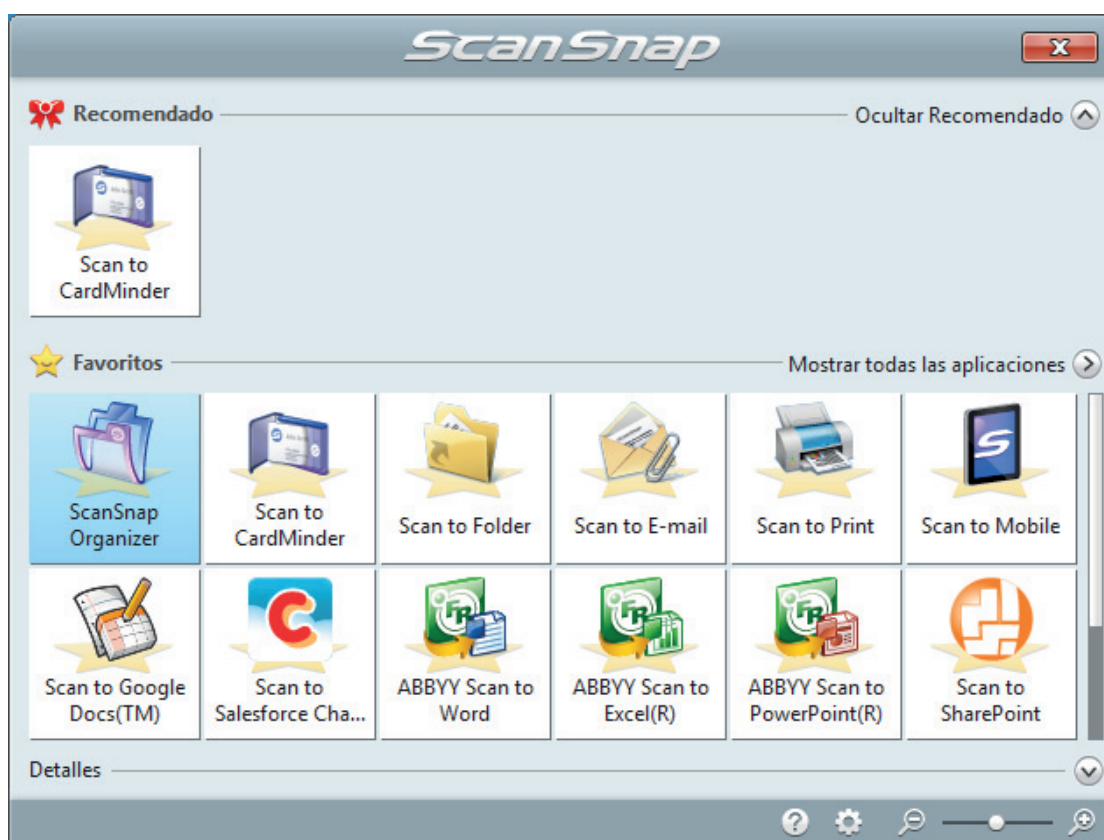 ScanSnap
Recomendado
Ocultar Recomendado
Scan to
CardMinder
Favoritos
Mostrar todas las aplicaciones
ScanSnap
Organizer
Scan to
CardMinder
Scan to Folder
Scan to E-mail
Scan to Print
Scan to Mobile
Scan to Google
Docs(TM)
Scan to
Salesforce Cha...
ABBYY Scan to
Word
ABBYY Scan to
Excel(R)
ABBYY Scan to
PowerPoint(R)
Scan to
SharePoint
Detalles